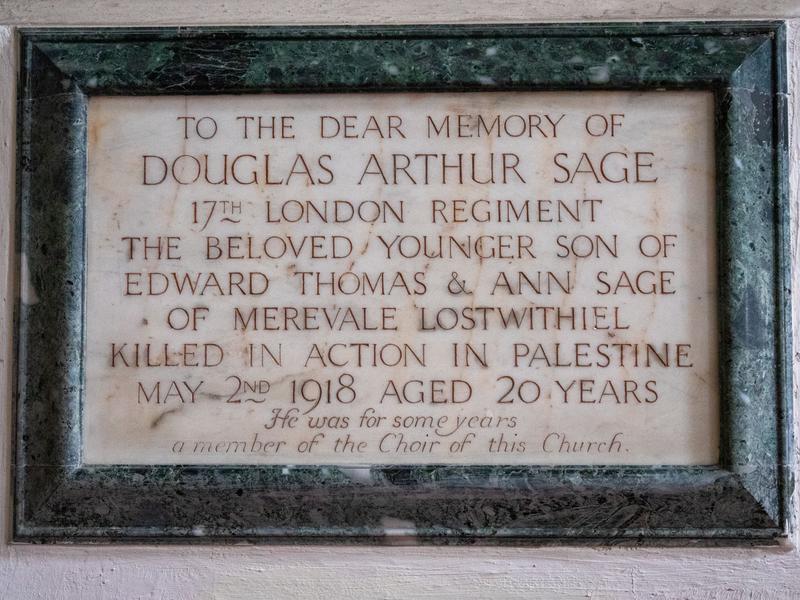 TO THE DEAR MEMORY OF
DOUGLAS ARTHUR SAGE
17TH LONDON REGIMENT
THE BELOVED YOUNGER SON OF
EDWARD THOMAS & ANN SAGE
OF MEREVALE LOSTWITHIEL
KILLED IN ACTION IN PALESTINE
MAY 2ND 1918 AGED 20 YEARS
He was for some years
a member of the Choir of this Church.